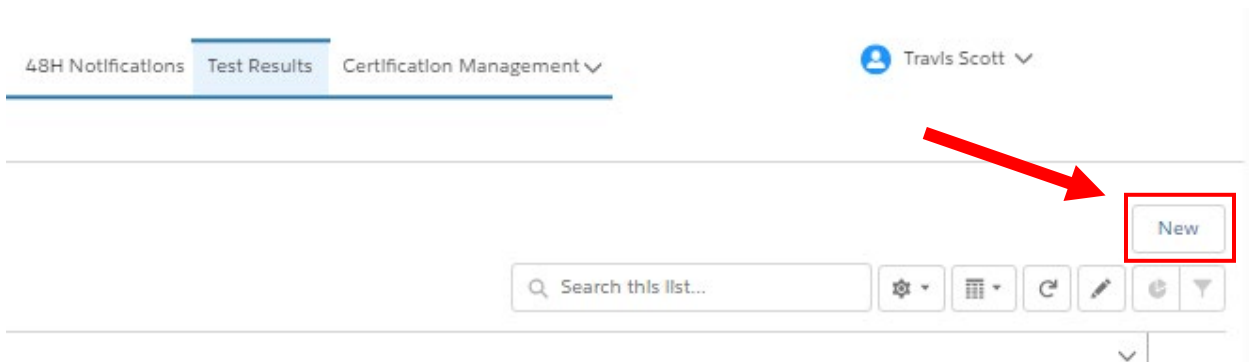 48H Notifications Test Results Certification Management
Travis Scott
New
Search this list...